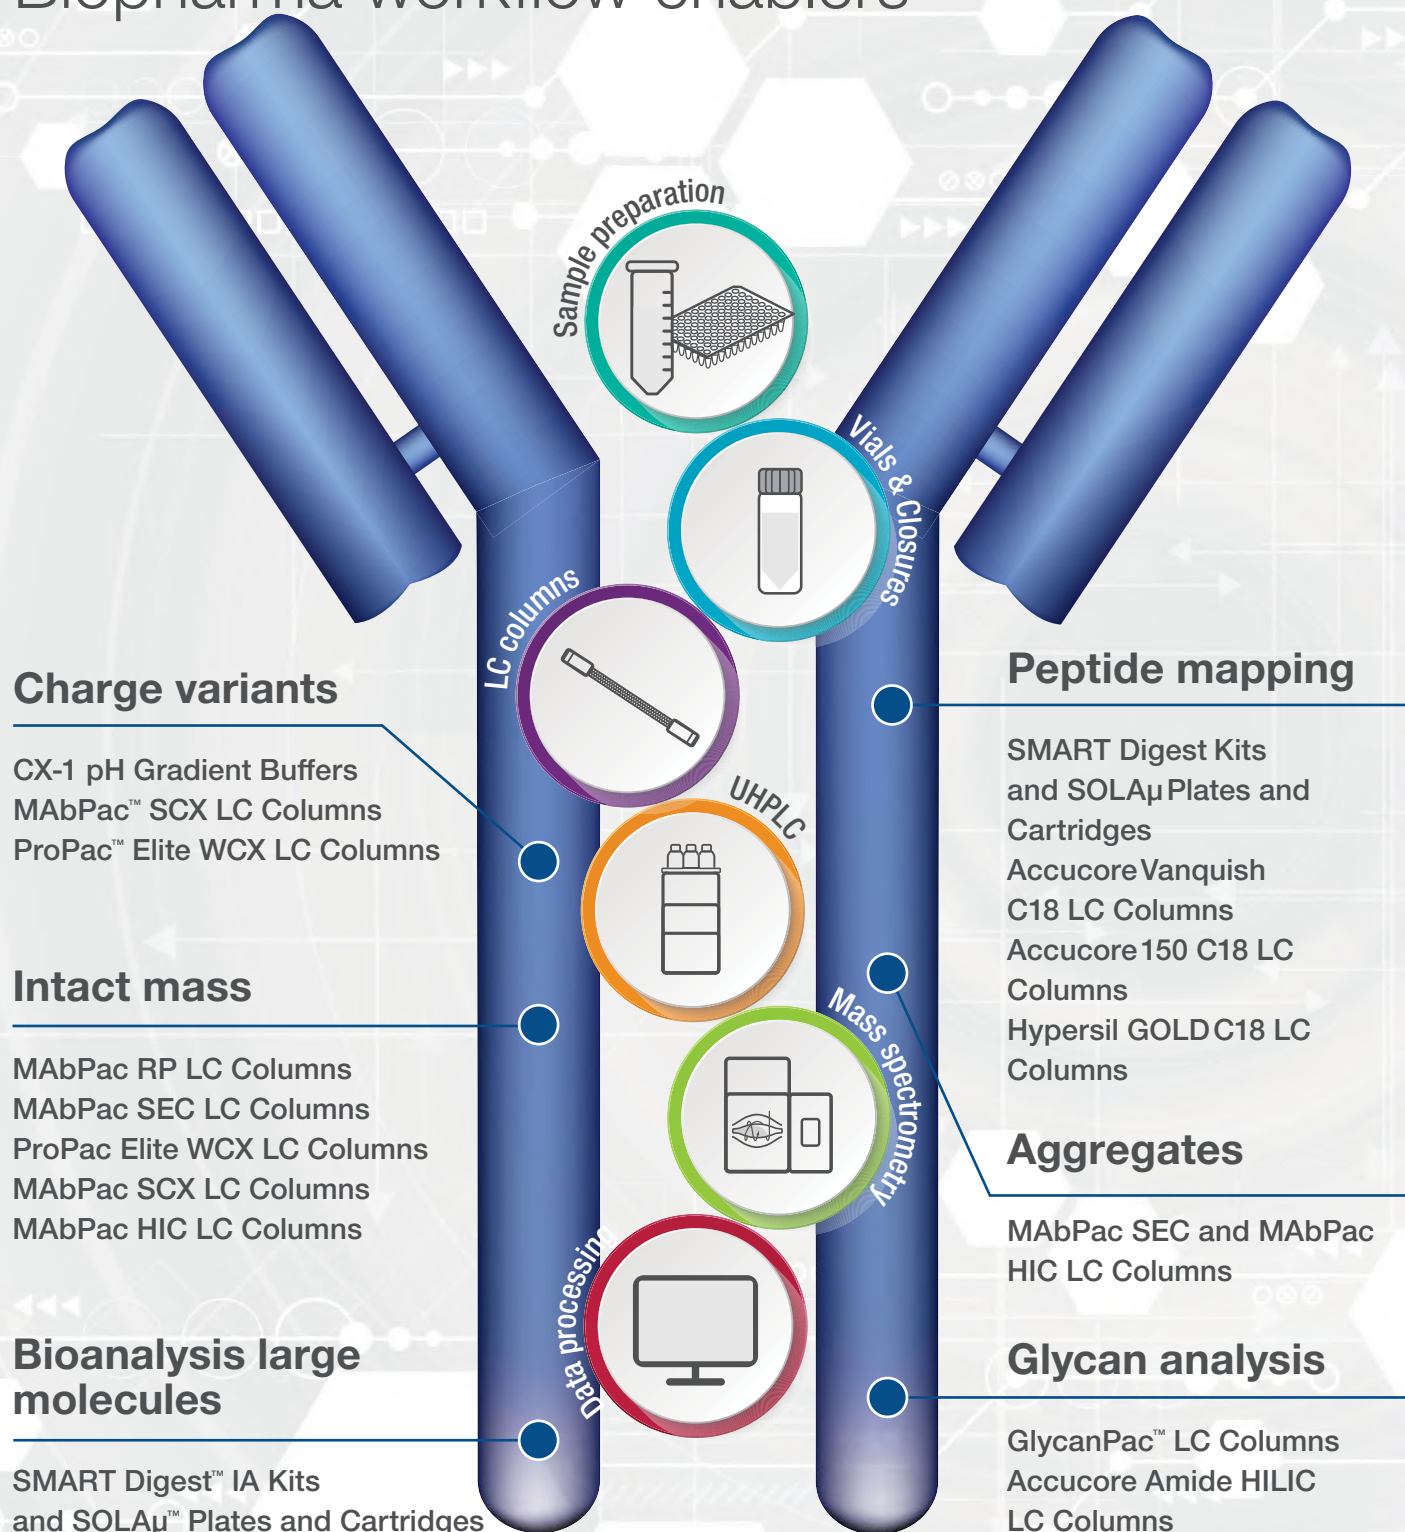 Biopharma workflow enablers
Sample preparation
Vials & Closures
LC columns
UHPLC
Mass spectrometry
Data processing
Charge variants
CX-1 pH Gradient Buffers
MAbPac™ SCX LC Columns
ProPac™ Elite WCX LC Columns
Intact mass
MAbPac RP LC Columns
MAbPac SEC LC Columns
ProPac Elite WCX LC Columns
MAbPac SCX LC Columns
MAbPac HIC LC Columns
Bioanalysis large
molecules
SMART Digest™ IA Kits
and SOLAµ™ Plates and Cartridges
Peptide mapping
SMART Digest Kits
and SOLAµ Plates and
Cartridges
Accucore Vanquish
C18 LC Columns
Accucore 150 C18 LC
Columns
Hypersil GOLD C18 LC
Columns
Aggregates
MAbPac SEC and MAbPac
HIC LC Columns
Glycan analysis
GlycanPac™ LC Columns
Accucore Amide HILIC
LC Columns